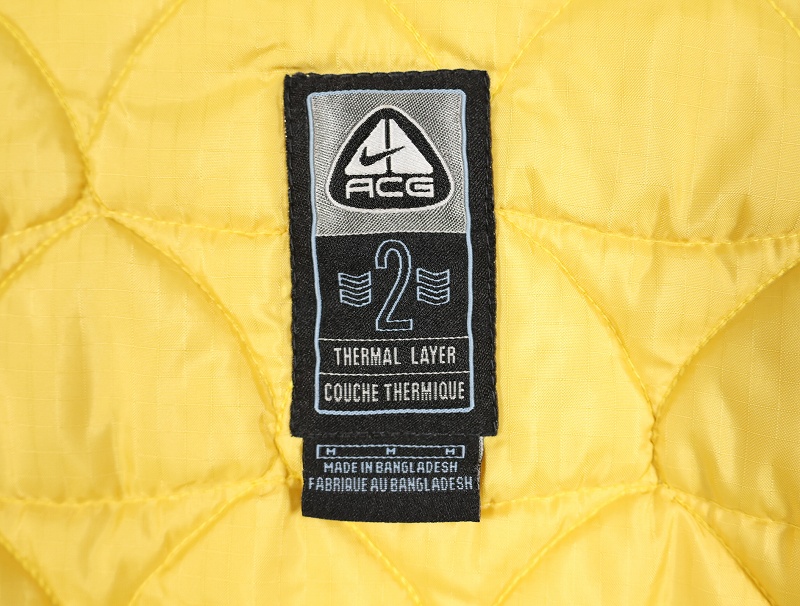 ACG
2
THERMAL LAYER
COUCHE THERMIQUE
M M M
MADE IN BANGLADESH
FABRIQUE AU BANGLADESH